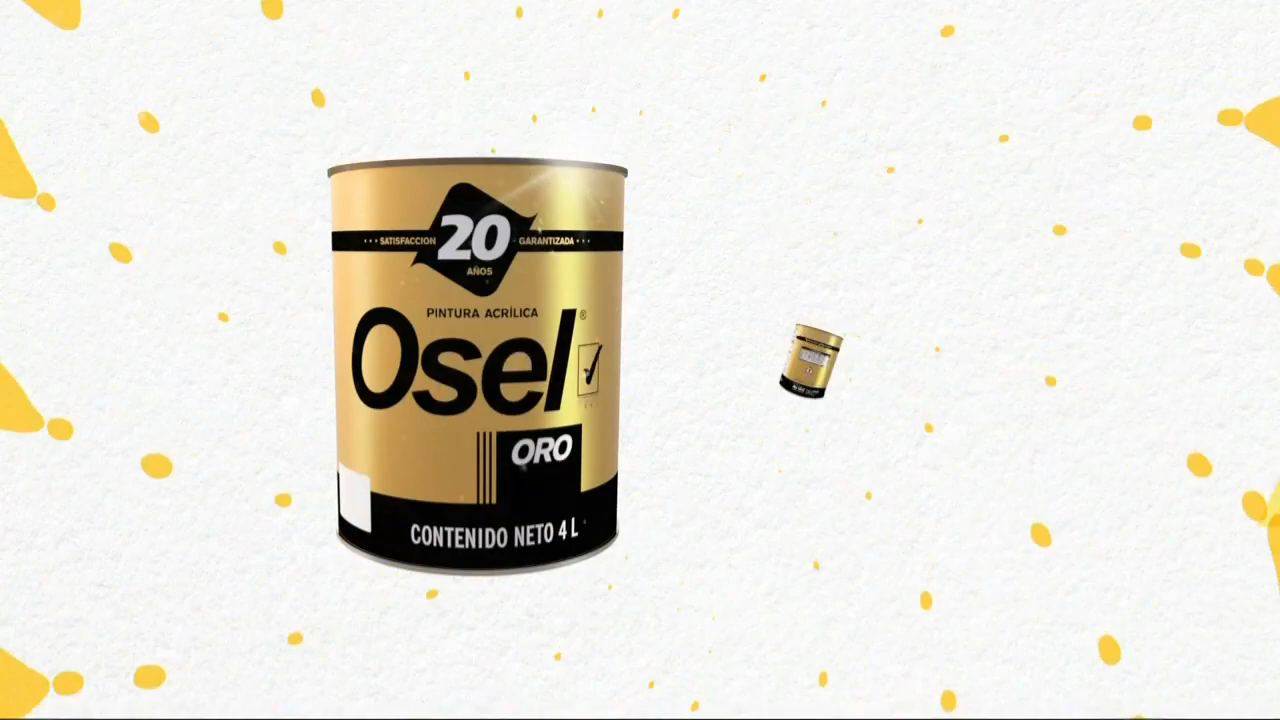 SATISFACCION 20 GARANTIZADA
AÑOS
PINTURA ACRÍLICA
Osel®
ORO
CONTENIDO NETO 4 L